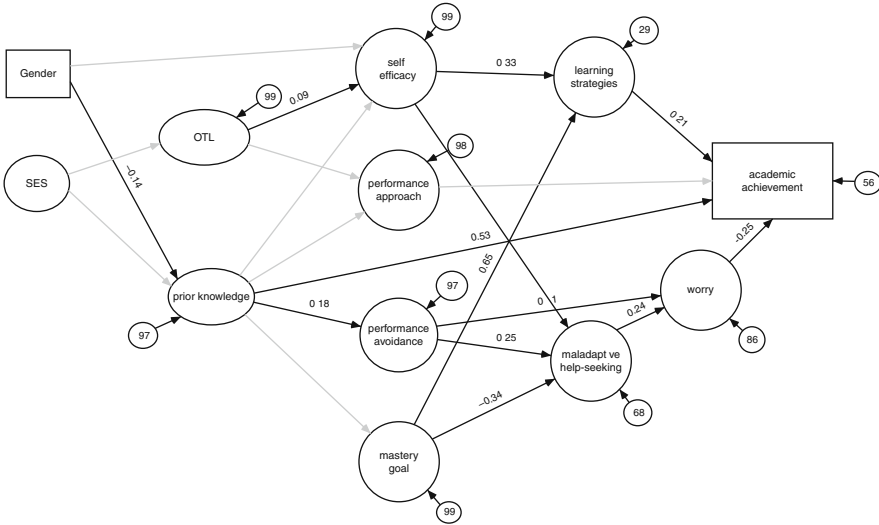 Gender
SES
OTL
99
0.09
−0.14
prior knowledge
97
self
efficacy
99
0 33
performance
approach
98
0.53
0 18
performance
avoidance
97
0 25
0.65
−0.34
mastery
goal
99
learning
strategies
29
0.21
academic
achievement
56
−0.25
worry
86
0.24
maladapt ve
help-seeking
68